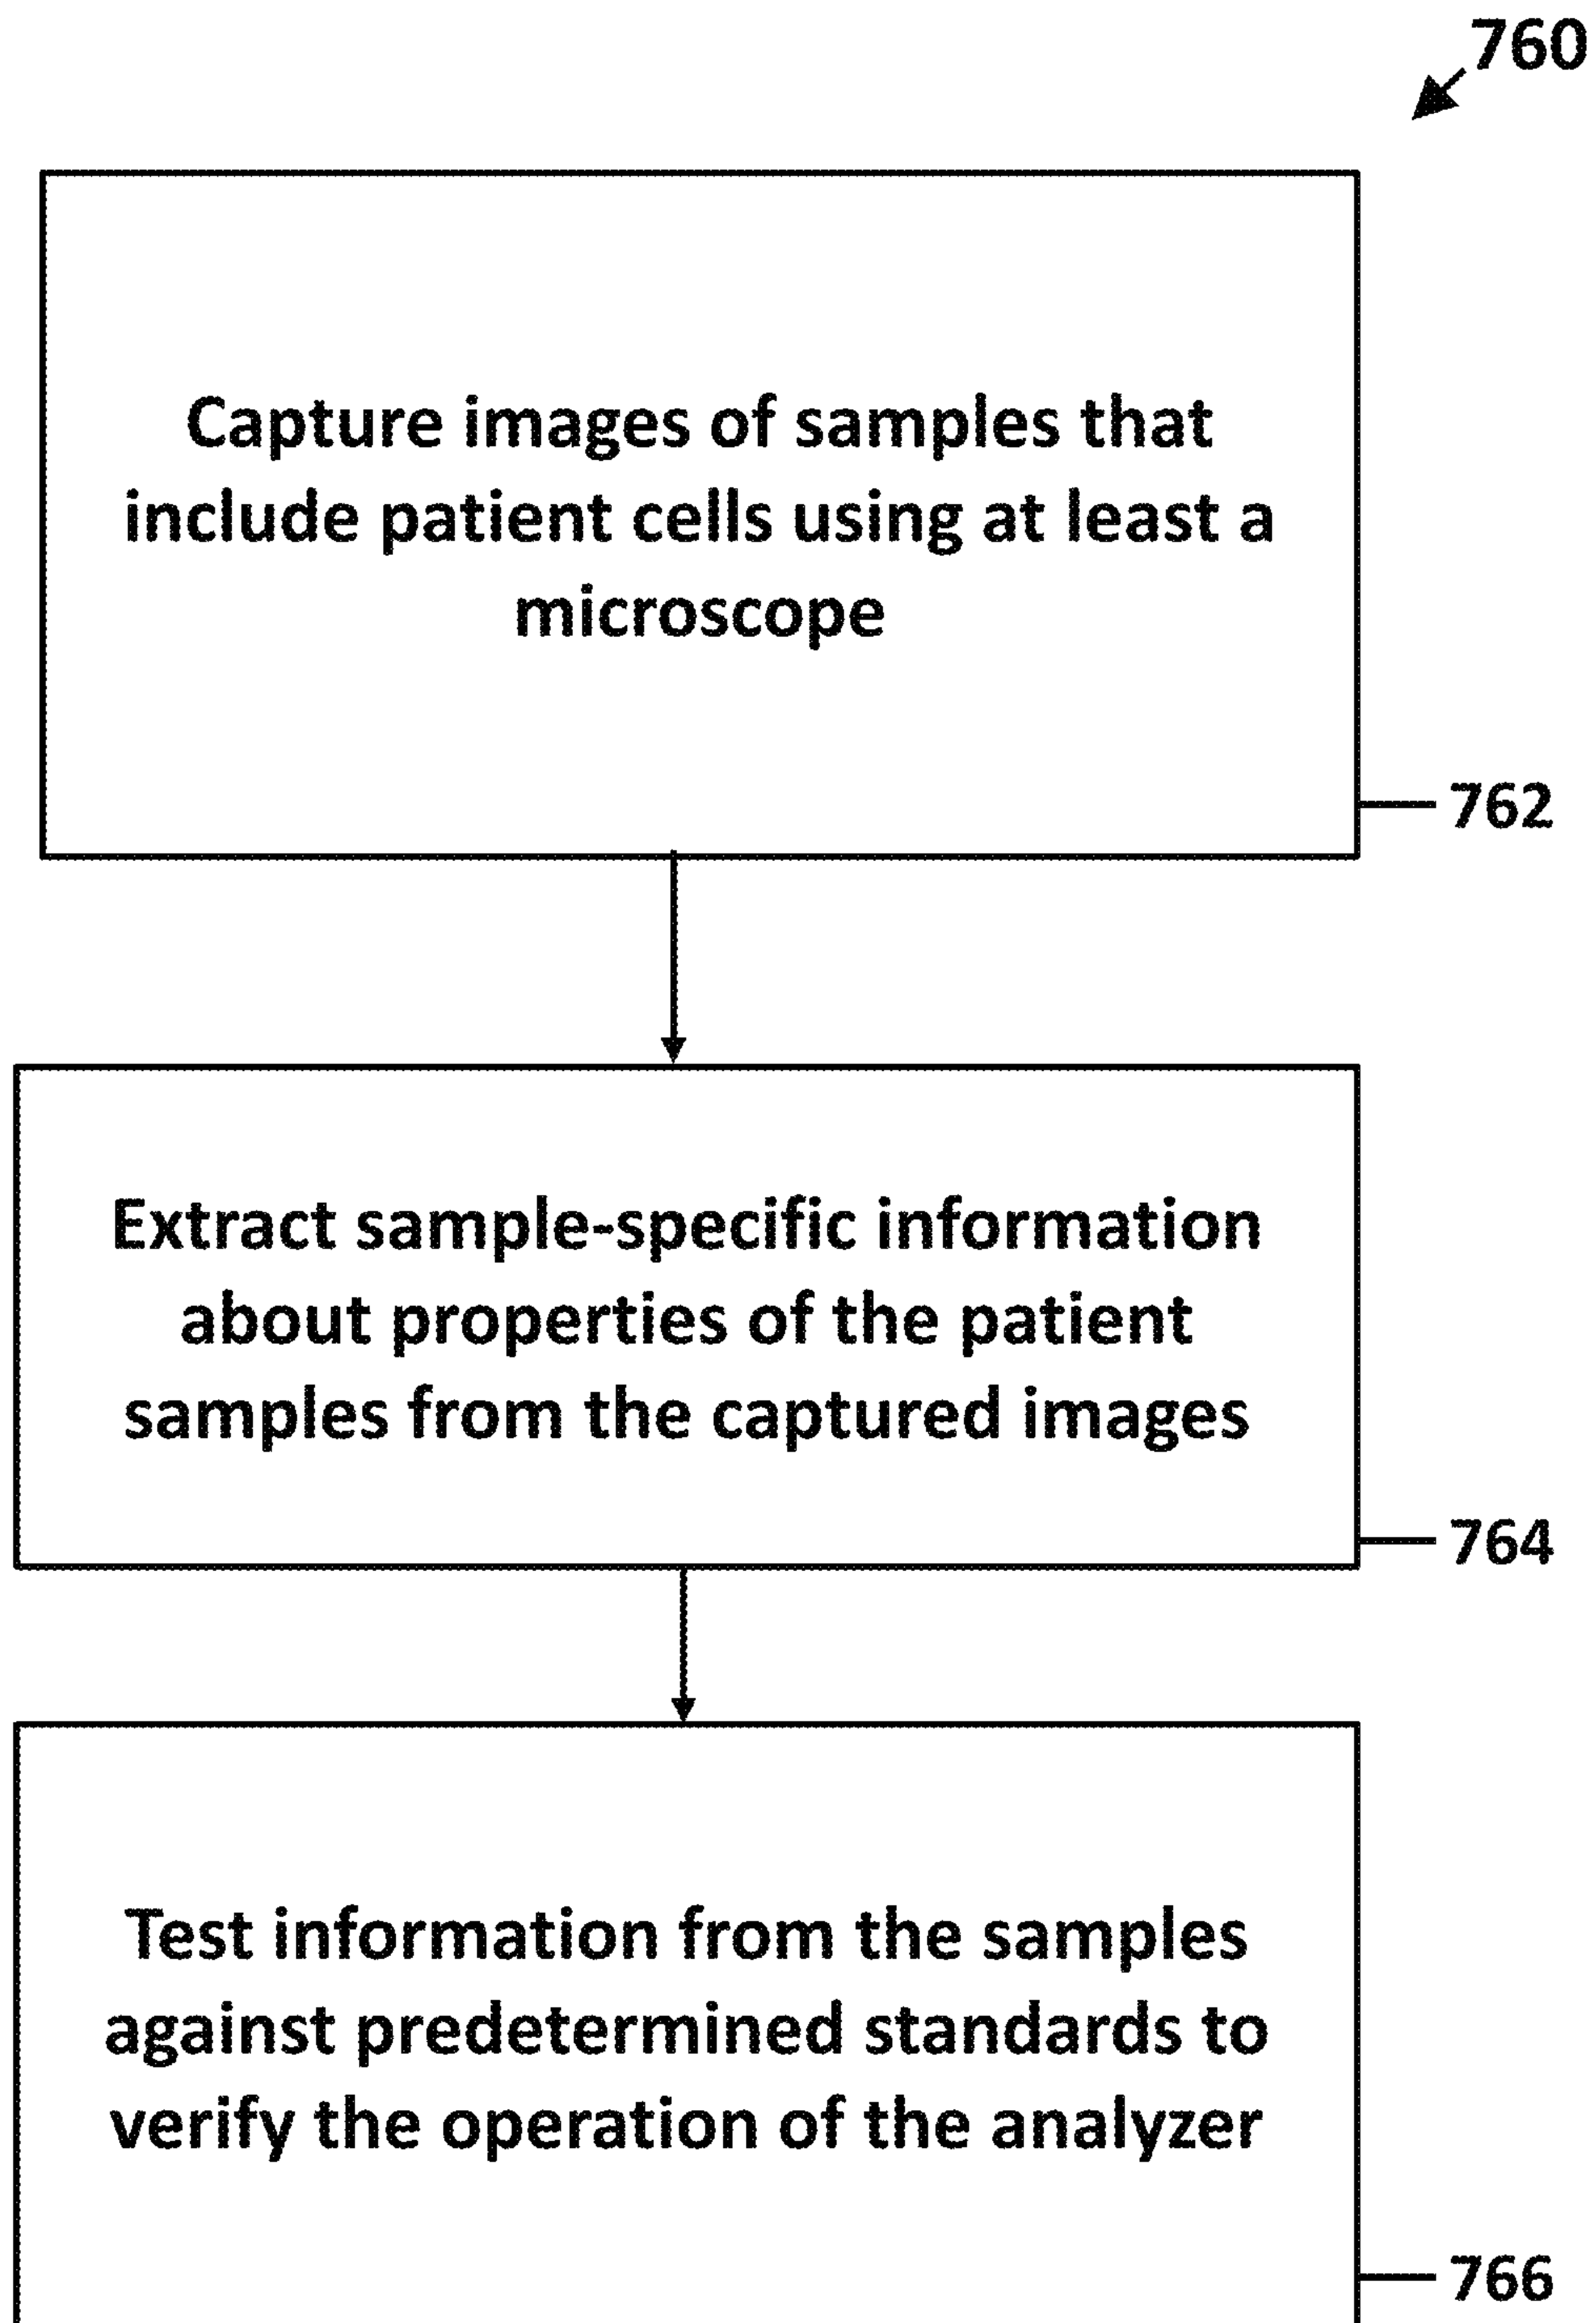 760
Capture images of samples that
include patient cells using at least a
microscope
762
Extract sample-specific information
about properties of the patient
samples from the captured images
764
Test information from the samples
against predetermined standards to
verify the operation of the analyzer
766